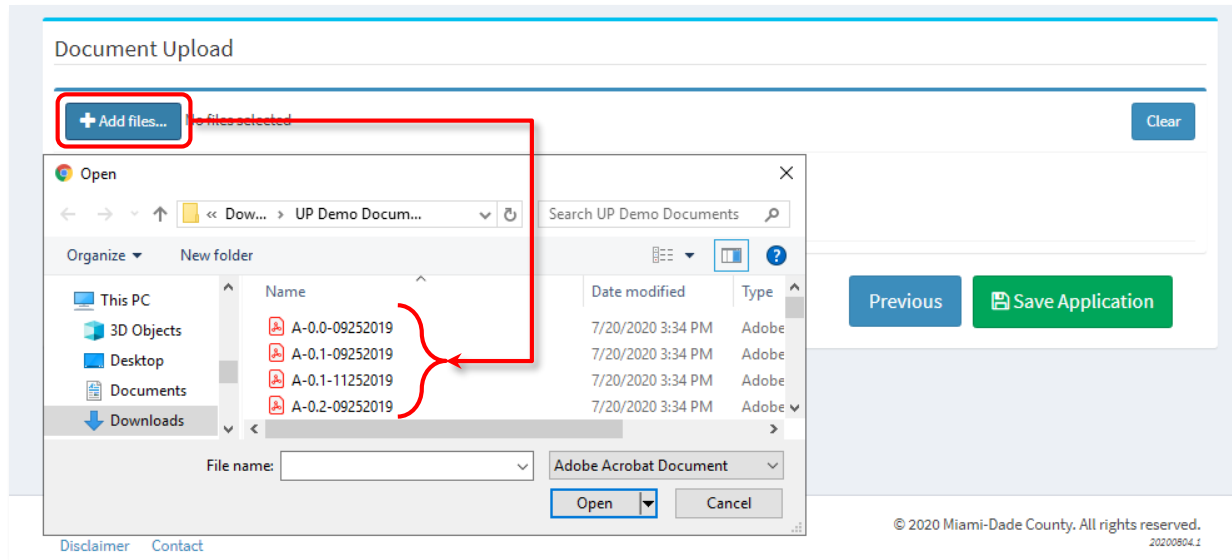 Document Upload
Add files... No files selected
Clear
Open
« Dow... › UP Demo Docum...
Search UP Demo Documents
Organize
New folder
This PC
3D Objects
Desktop
Documents
Downloads
Name Date modified Type
A-0.0-09252019 7/20/2020 3:34 PM Adobe
A-0.1-09252019 7/20/2020 3:34 PM Adobe
A-0.1-11252019 7/20/2020 3:34 PM Adobe
A-0.2-09252019 7/20/2020 3:34 PM Adobe
File name:
Adobe Acrobat Document
Open
Cancel
Previous
Save Application
© 2020 Miami-Dade County. All rights reserved.
20200804.1
Disclaimer Contact